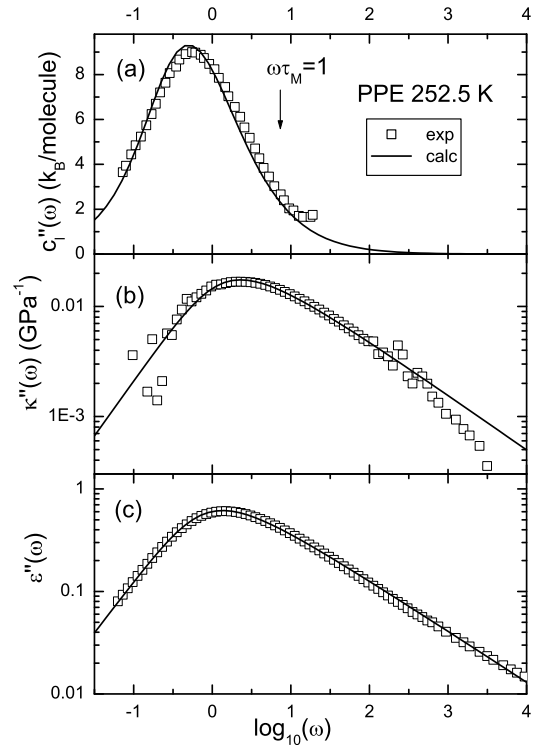 -1 0 1 2 3 4
(a)
ωτ_M=1
PPE 252.5 K
exp
calc
c_l''(ω) (k_B/molecule)
8
6
4
2
0
(b)
κ''(ω) (GPa⁻¹)
0.01
1E-3
(c)
ε''(ω)
1
0.1
0.01
-1 0 1 2 3 4
log₁₀(ω)